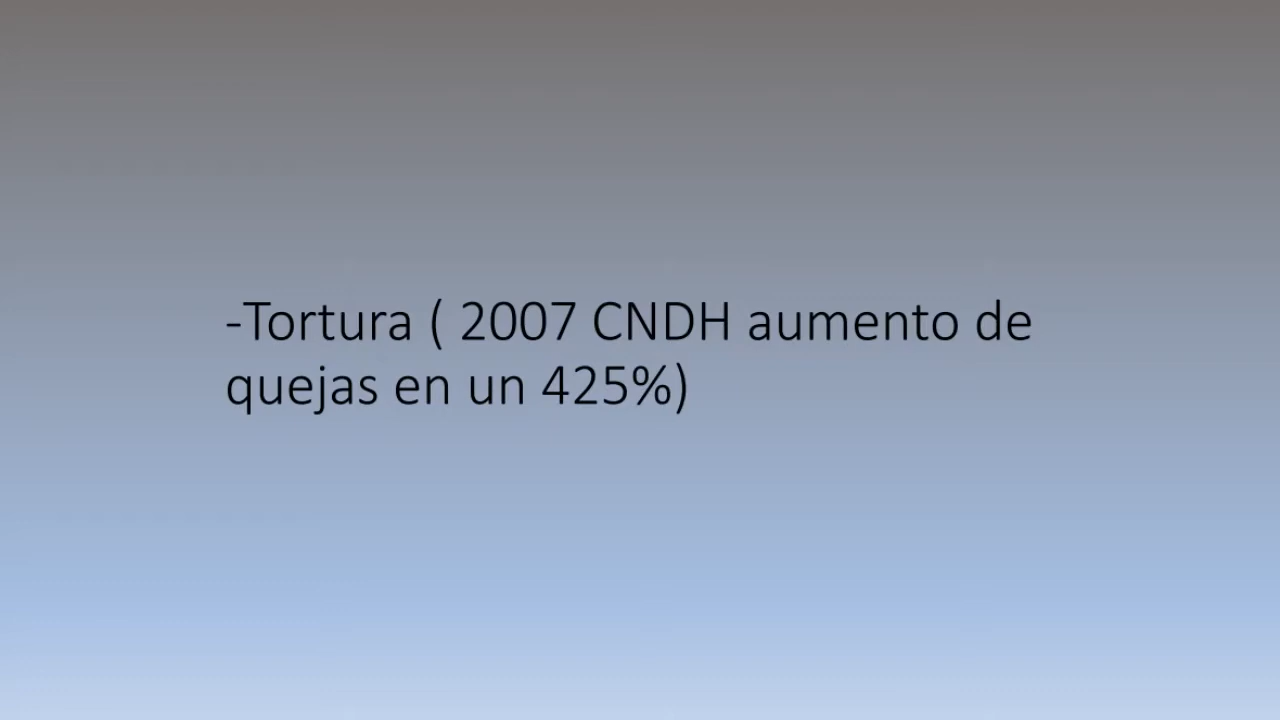 -Tortura ( 2007 CNDH aumento de
quejas en un 425%)